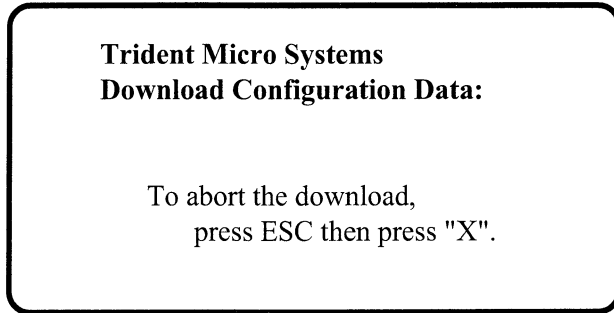 Trident Micro Systems
Download Configuration Data:
To abort the download,
press ESC then press "X".